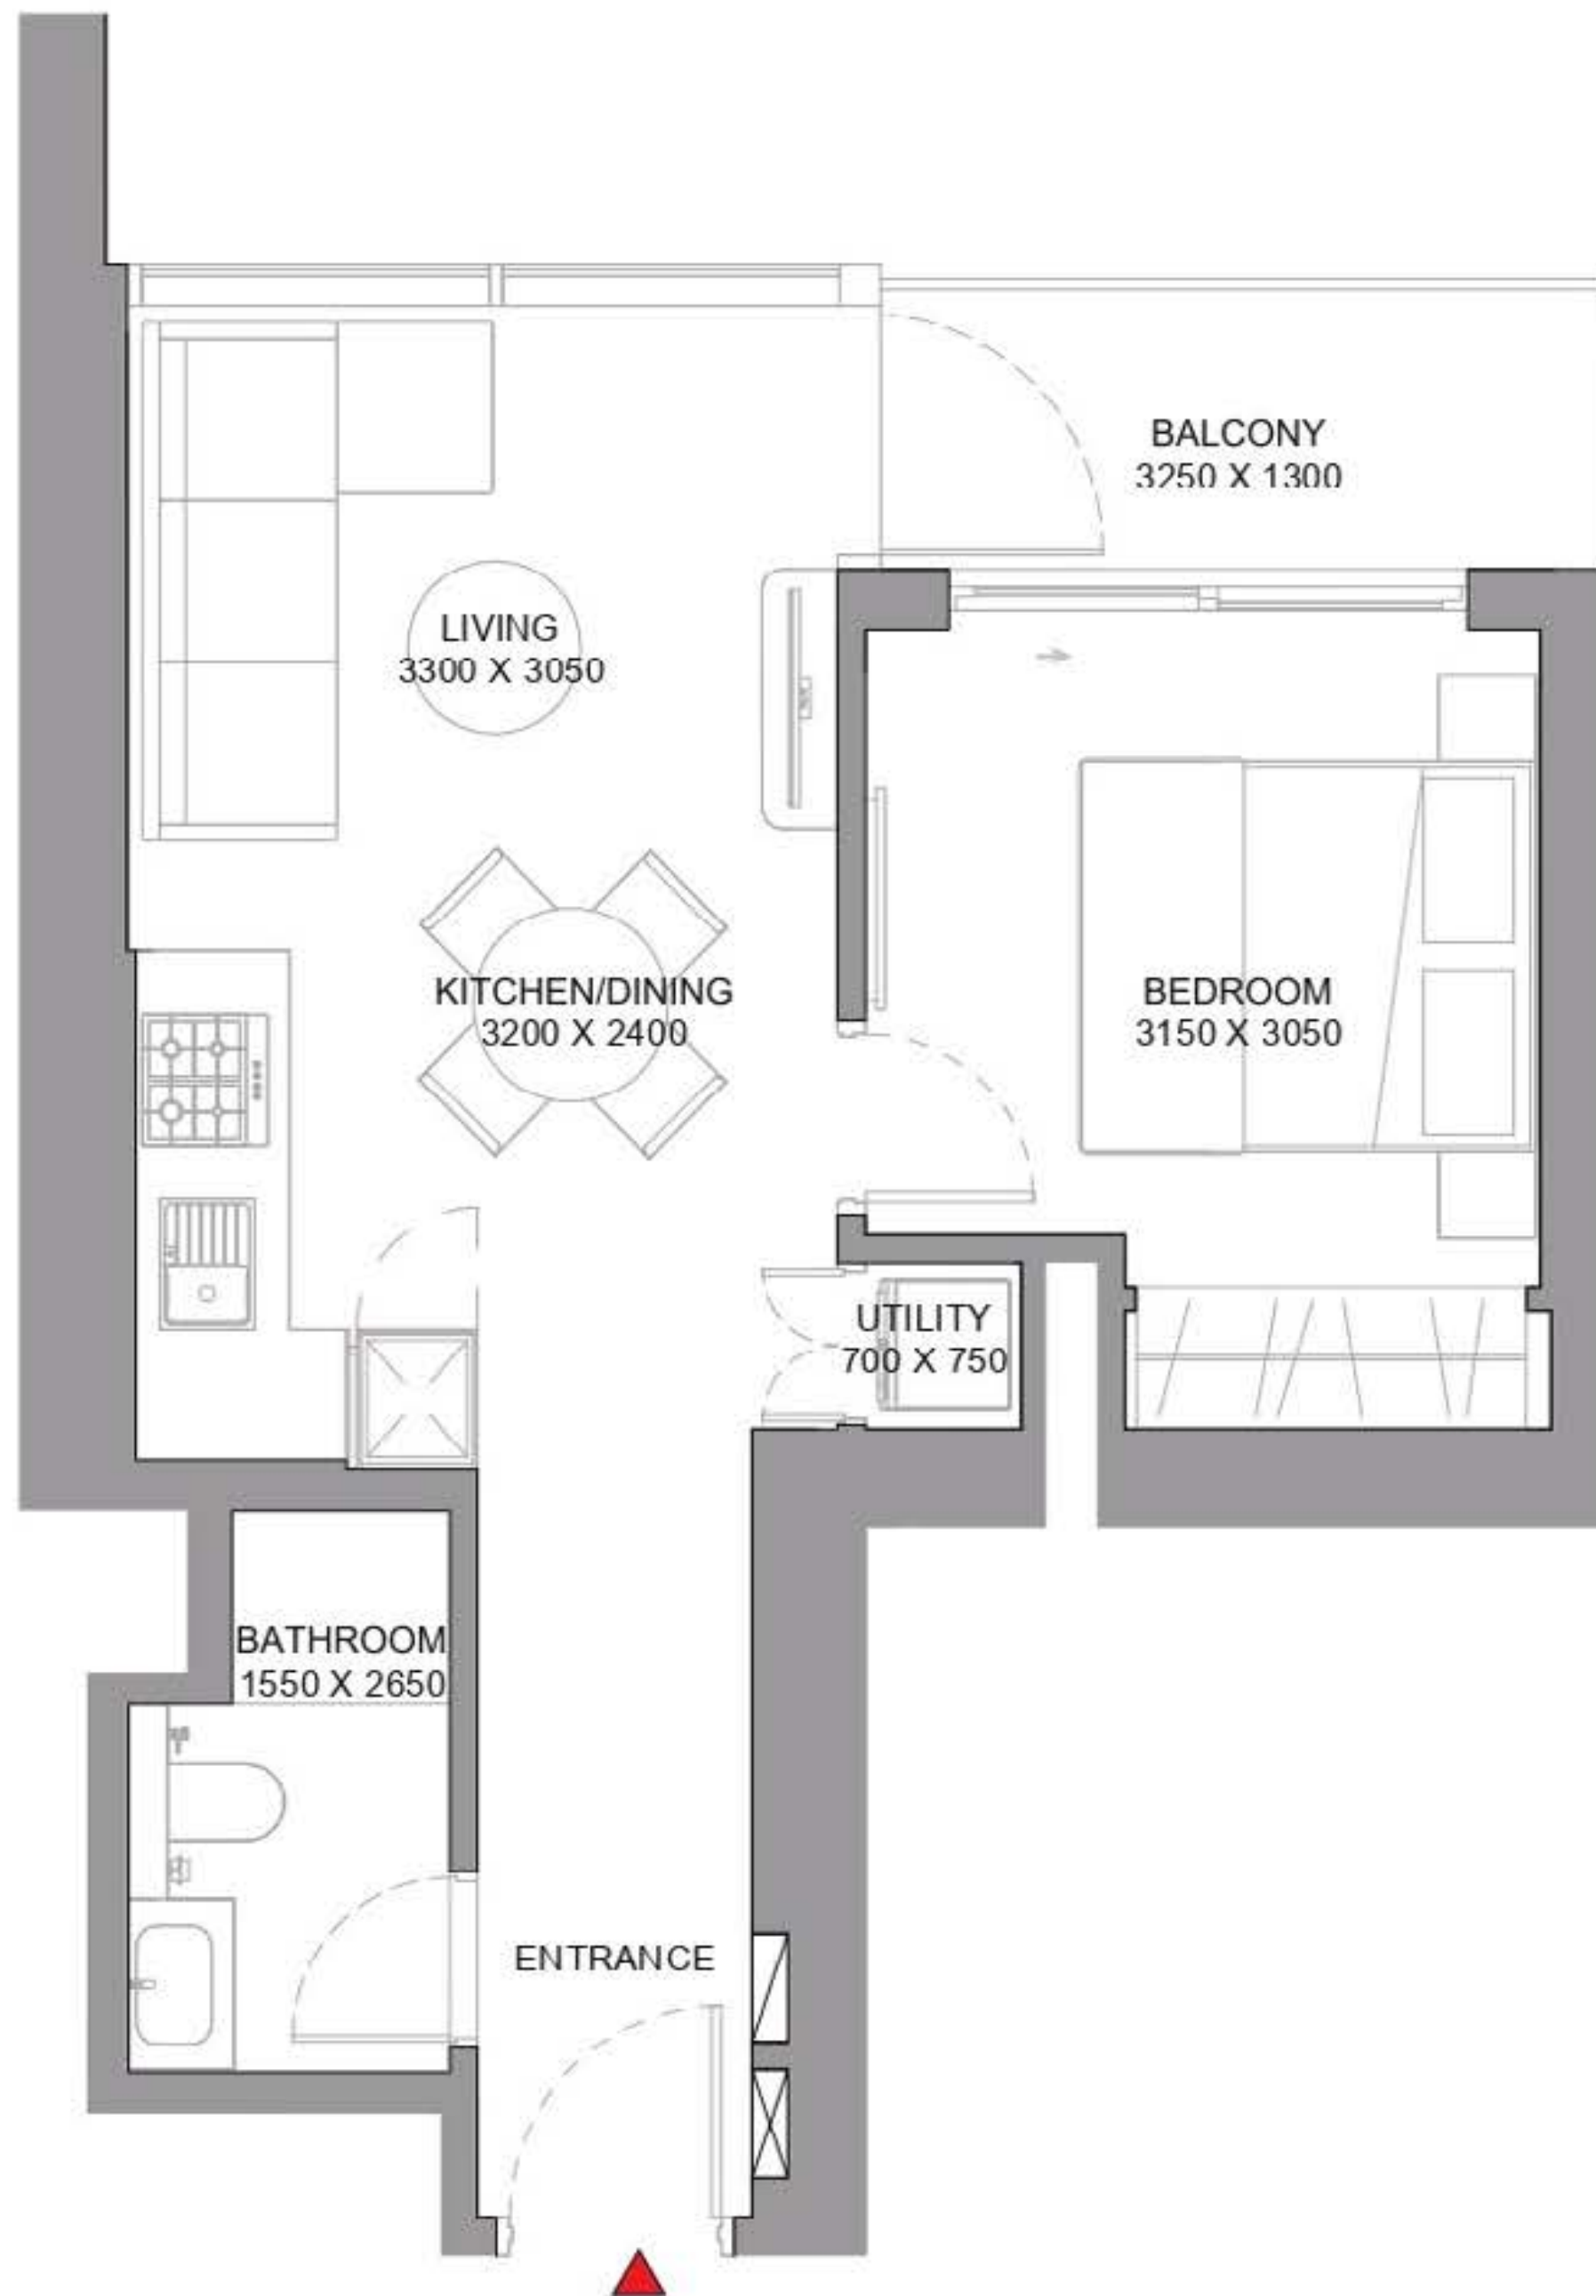 BALCONY
3250 X 1300
LIVING
3300 X 3050
KITCHEN/DINING
3200 X 2400
BEDROOM
3150 X 3050
UTILITY
700 X 750
BATHROOM
1550 X 2650
ENTRANCE